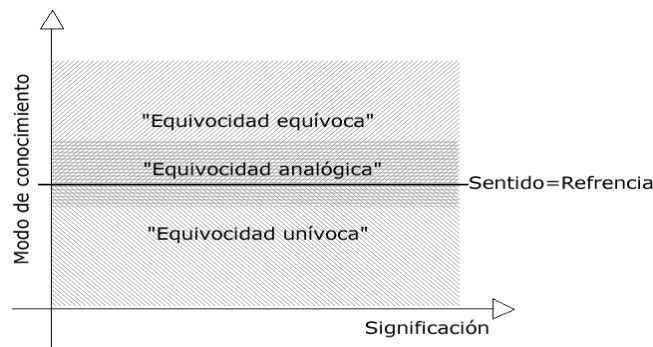 Modo de conocimiento
"Equivocidad equívoca"
"Equivocidad analógica"
Sentido=Refrencia
"Equivocidad unívoca"
Significación